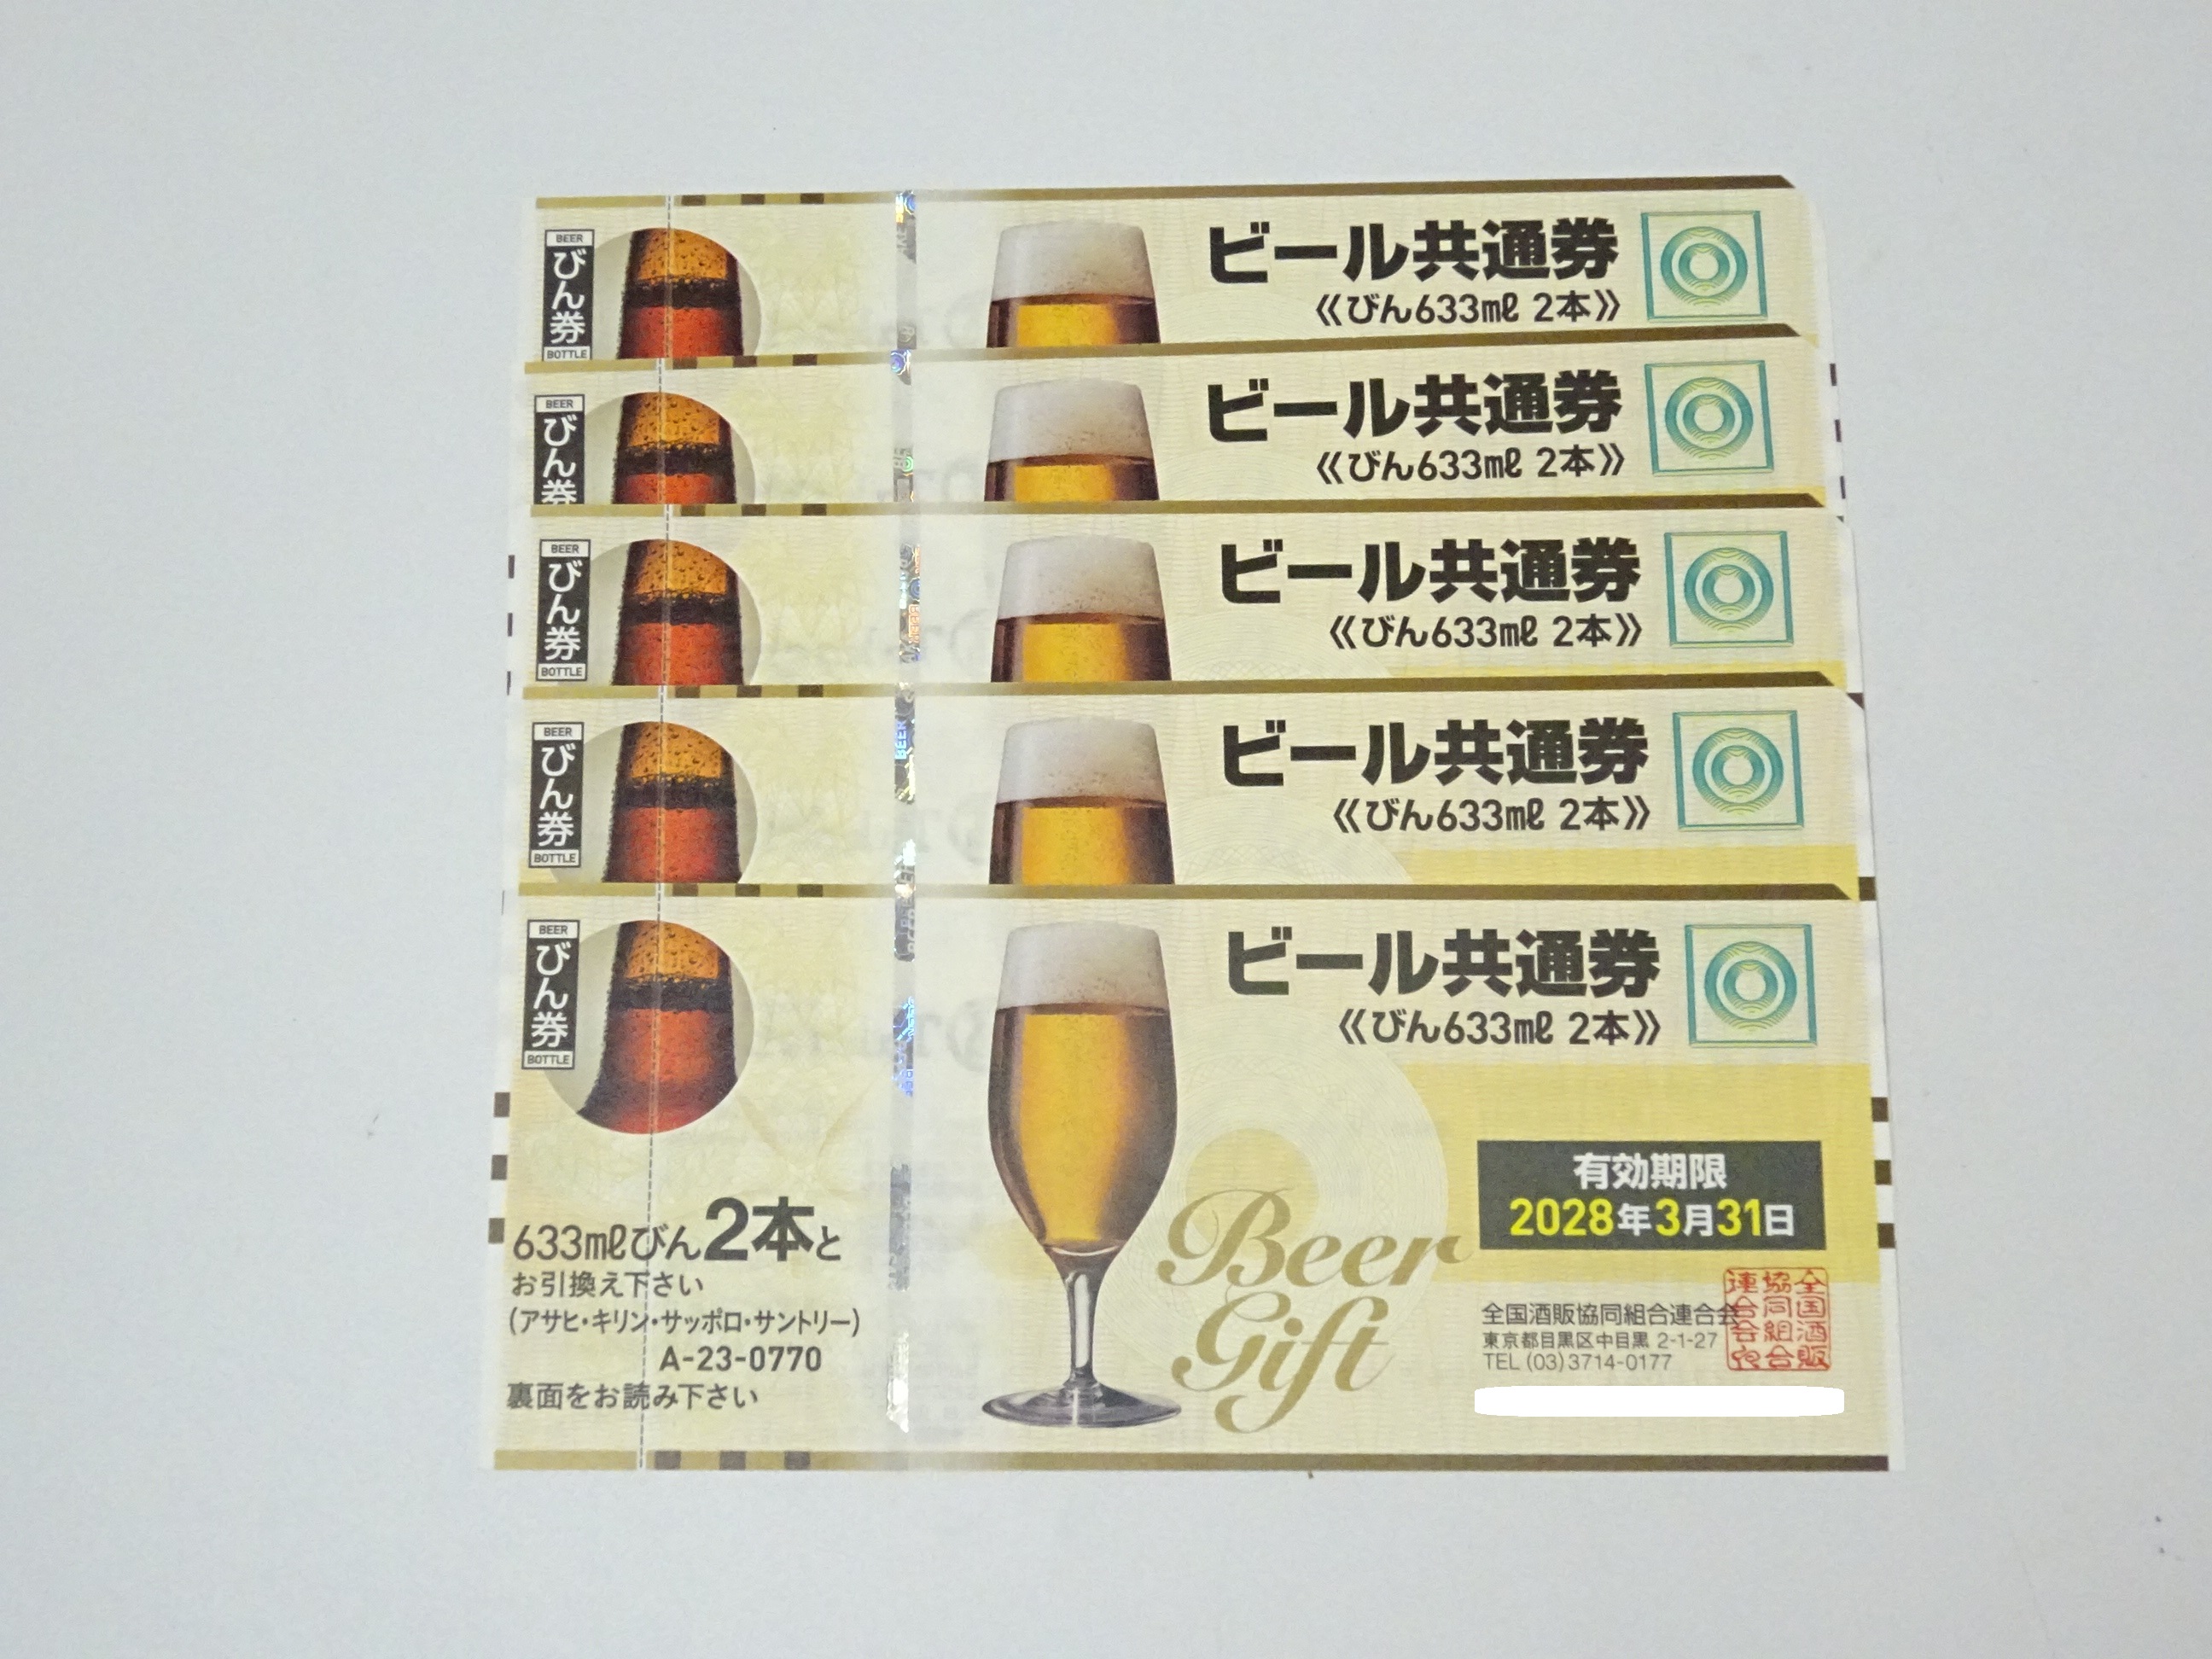 BEER
びん券
BOTTLE
ビール共通券
《びん633㎖ 2本》
BEER
びん券
ビール共通券
《びん633㎖ 2本》
BEER
びん券
BOTTLE
ビール共通券
《びん633㎖ 2本》
BEER
びん券
BOTTLE
ビール共通券
《びん633㎖ 2本》
BEER
びん券
BOTTLE
ビール共通券
《びん633㎖ 2本》
633㎖びん2本と
お引換え下さい
(アサヒ・キリン・サッポロ・サントリー)
A-23-0770
裏面をお読み下さい
Beer
Gift
有効期限
2028年3月31日
全国酒販協同組合連合会
東京都目黒区中目黒 2-1-27
TEL (03)3714-0177
全国酒販
協同組合
連合会